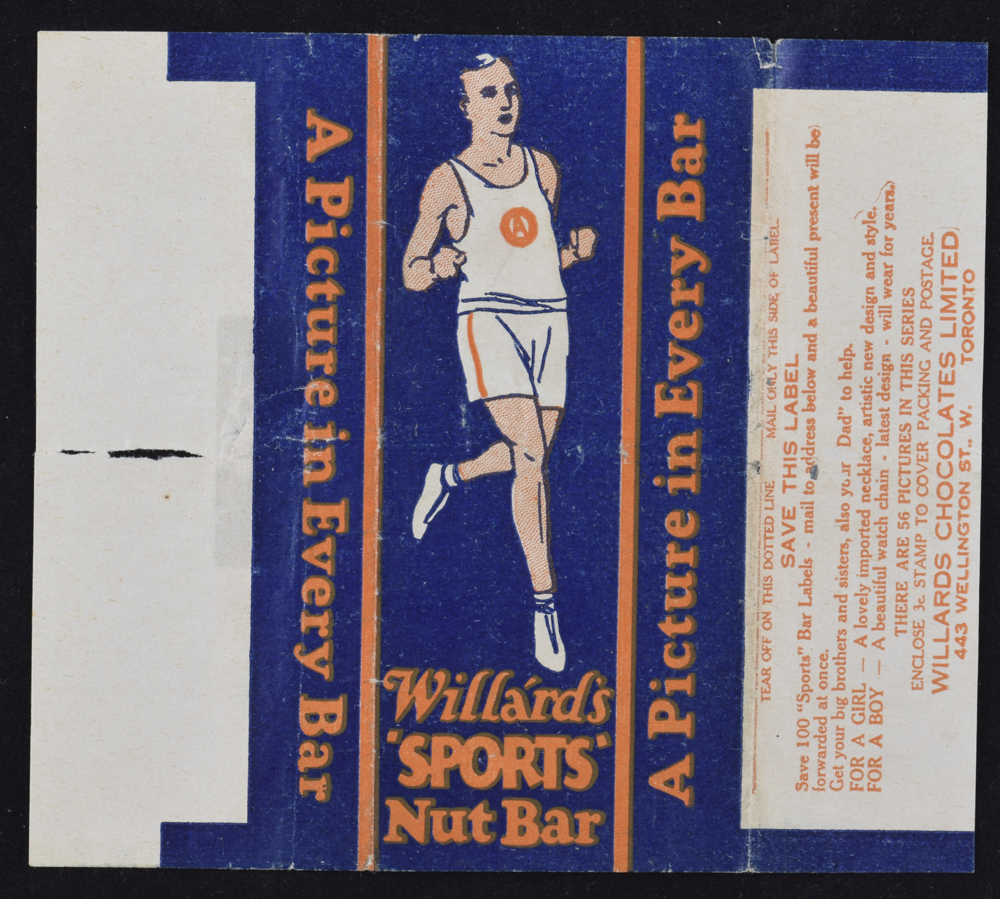 A Picture in Every Bar
Willard's
"SPORTS"
Nut Bar
A Picture in Every Bar
TEAR OFF ON THIS DOTTED LINE MAIL ONLY THIS SIDE OF LABEL.
SAVE THIS LABEL
Save 100 "Sports" Bar Labels - mail to address below and a beautiful present will be
forwarded at once.
Get your big brothers and sisters, also your Dad" to help.
FOR A GIRL — A lovely imported necklace, artistic new design and style.
FOR A BOY — A beautiful watch chain - latest design - will wear for years.
THERE ARE 56 PICTURES IN THIS SERIES
ENCLOSE 3c. STAMP TO COVER PACKING AND POSTAGE.
WILLARDS CHOCOLATES LIMITED
443 WELLINGTON ST., W. TORONTO